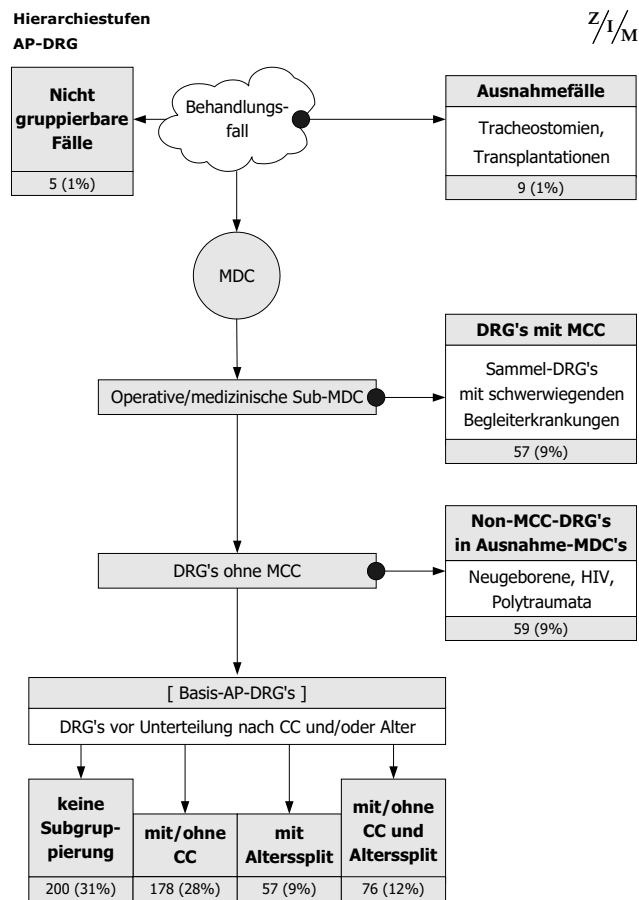 Hierarchiestufen
AP-DRG
Z/I/M
Nicht
gruppierbare
Fälle
5 (1%)
Behandlungs-
fall
Ausnahmefälle
Tracheostomien,
Transplantationen
9 (1%)
MDC
DRG's mit MCC
Sammel-DRG's
mit schwerwiegenden
Begleiterkrankungen
57 (9%)
Operative/medizinische Sub-MDC
Non-MCC-DRG's
in Ausnahme-MDC's
Neugeborene, HIV,
Polytraumata
59 (9%)
DRG's ohne MCC
[ Basis-AP-DRG's ]
DRG's vor Unterteilung nach CC und/oder Alter
keine
Subgrup-
pierung
200 (31%)
mit/ohne
CC
178 (28%)
mit
Alterssplit
57 (9%)
mit/ohne
CC und
Alterssplit
76 (12%)